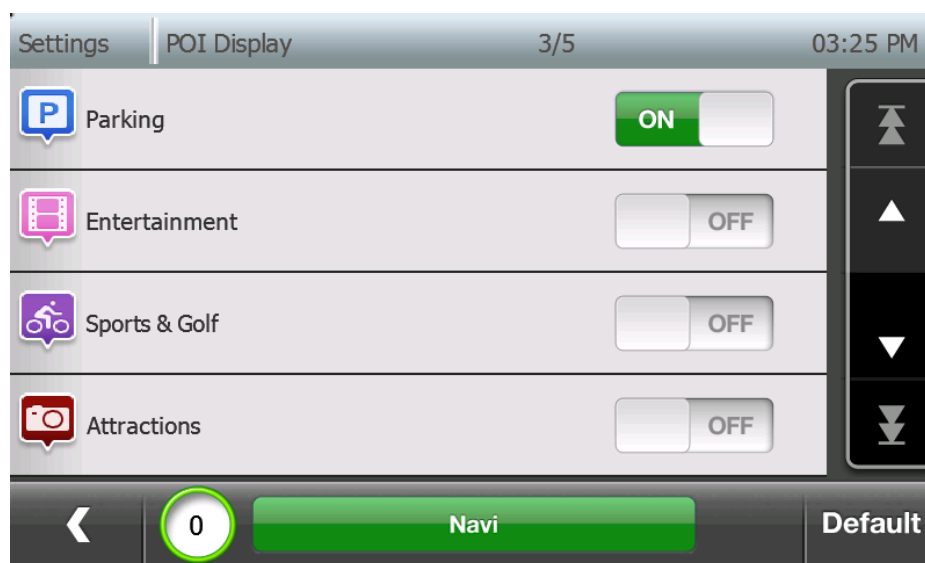 Settings POI Display 3/5 03:25 PM
P Parking ON
Entertainment OFF
Sports & Golf OFF
Attractions OFF
0 Navi Default